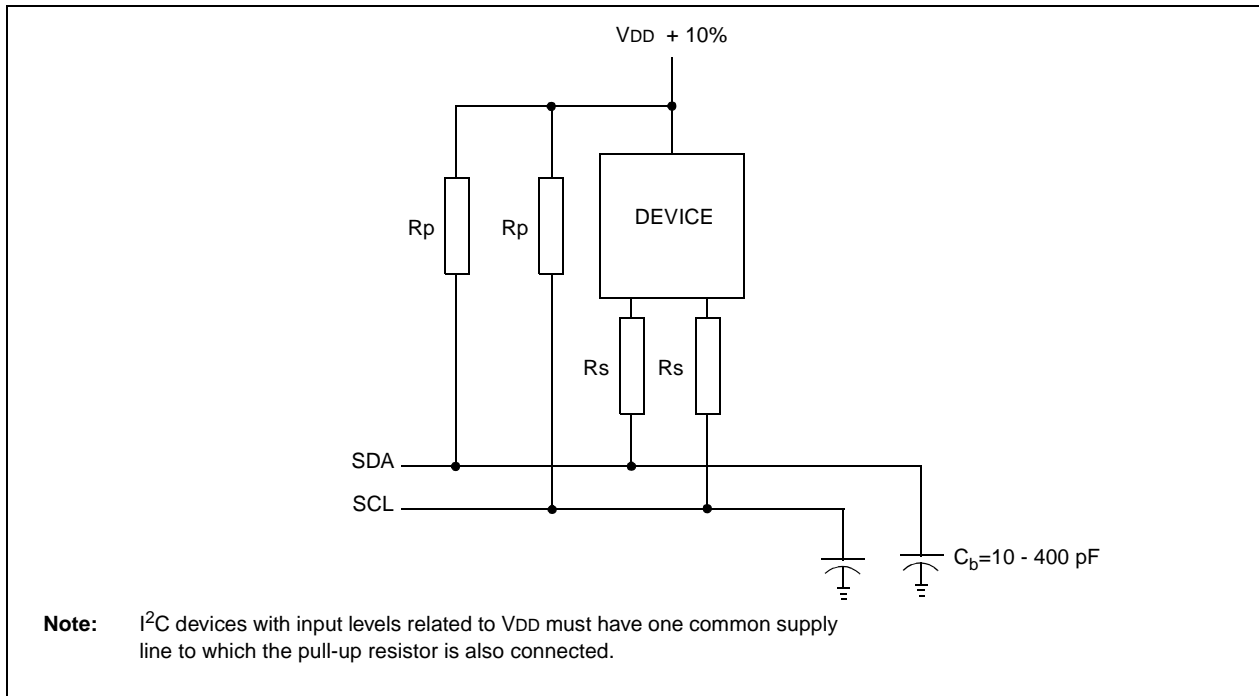 VDD + 10%
Rp
Rp
DEVICE
Rs
Rs
SDA
SCL
Cb=10 - 400 pF
Note: I2C devices with input levels related to VDD must have one common supply
line to which the pull-up resistor is also connected.